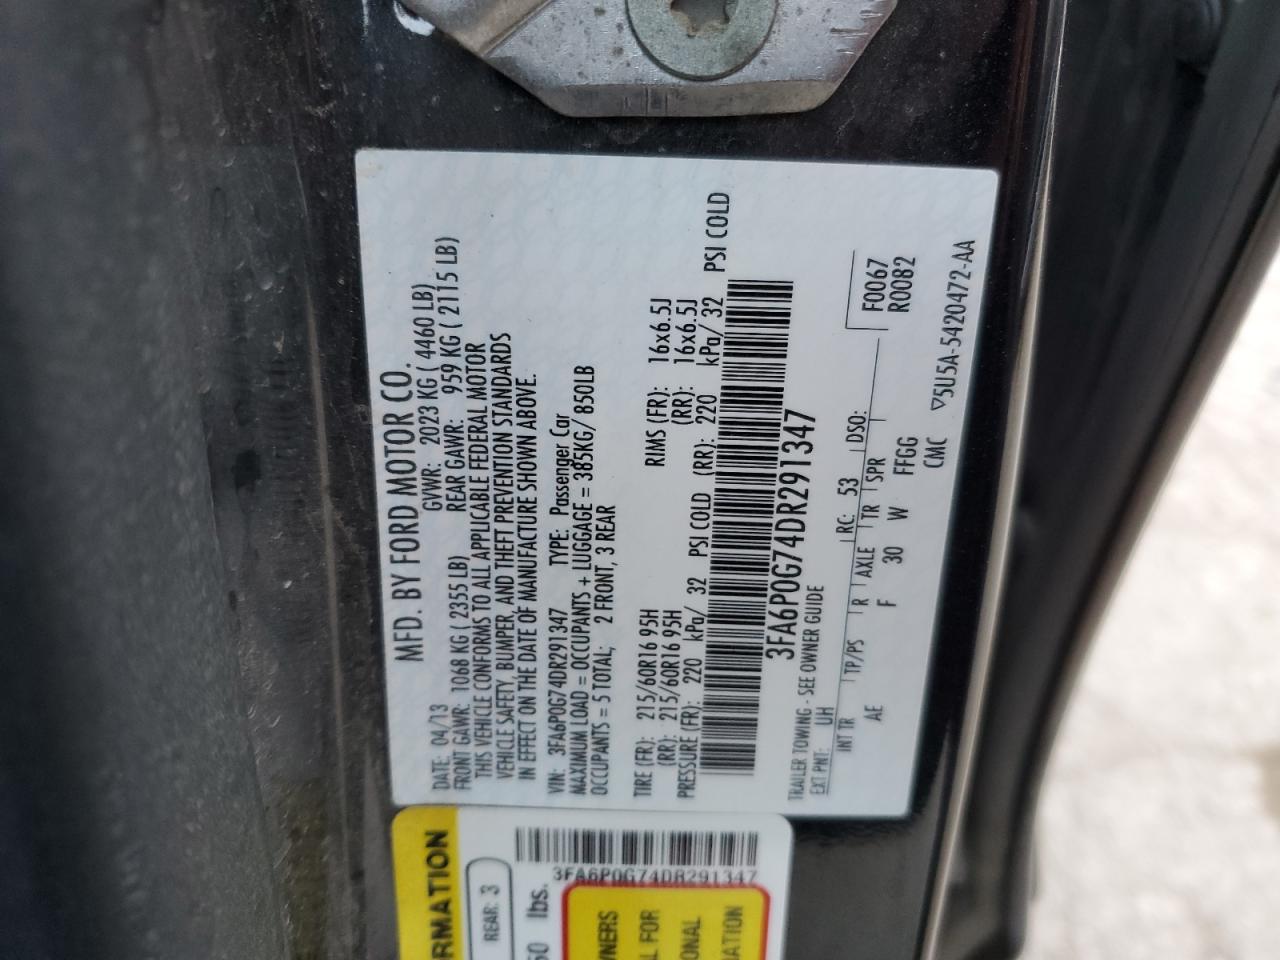 MFD. BY FORD MOTOR CO.
DATE: 04/13 GVWR: 2023 KG ( 4460 LB)
FRONT GAWR: 1068 KG ( 2355 LB) REAR GAWR: 959 KG ( 2115 LB)
THIS VEHICLE CONFORMS TO ALL APPLICABLE FEDERAL MOTOR
VEHICLE SAFETY, BUMPER, AND THEFT PREVENTION STANDARDS
IN EFFECT ON THE DATE OF MANUFACTURE SHOWN ABOVE.
VIN: 3FA6P0G74DR291347 TYPE: Passenger Car
MAXIMUM LOAD = OCCUPANTS + LUGGAGE = 385KG/ 850LB
OCCUPANTS = 5 TOTAL; 2 FRONT, 3 REAR
TIRE (FR): 215/60R16 95H RIMS (FR): 16x6.5J
(RR): 215/60R16 95H (RR): 16x6.5J
PRESSURE (FR): 220 kPa/ 32 PSI COLD (RR): 220 kPa/ 32 PSI COLD
3FA6P0G74DR291347
TRAILER TOWING - SEE OWNER GUIDE
EXT PNT: UH RC: 53 DSO: F0067
R0082
INT TR TP/PS R AXLE TR SPR
AE F 30 W FFGG
CMC
▽5U5A-5420472-AA
RMATION
REAR: 3
lbs.
3FA6P0G74DR291347
WNERS
L FOR
ONAL
MATION